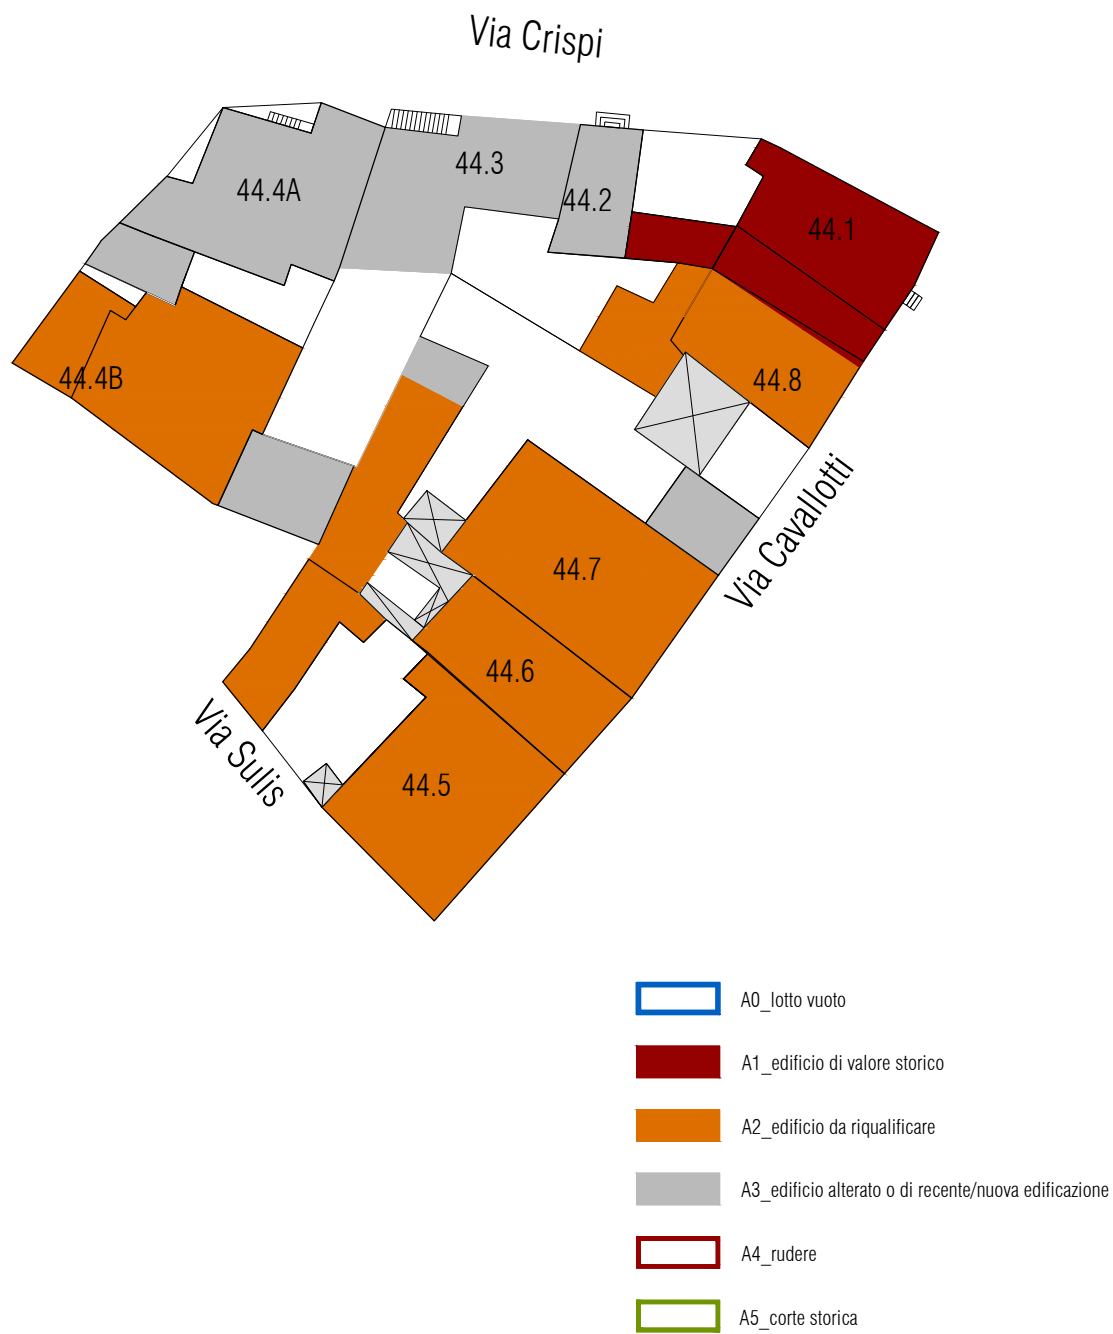 Via Crispi
44.3
44.4A
44.2
44.1
44.4B
44.8
Via Cavallotti
44.7
44.6
Via Sulis
44.5
A0_lotto vuoto
A1_edificio di valore storico
A2_edificio da riqualificare
A3_edificio alterato o di recente/nuova edificazione
A4_rudere
A5_corte storica